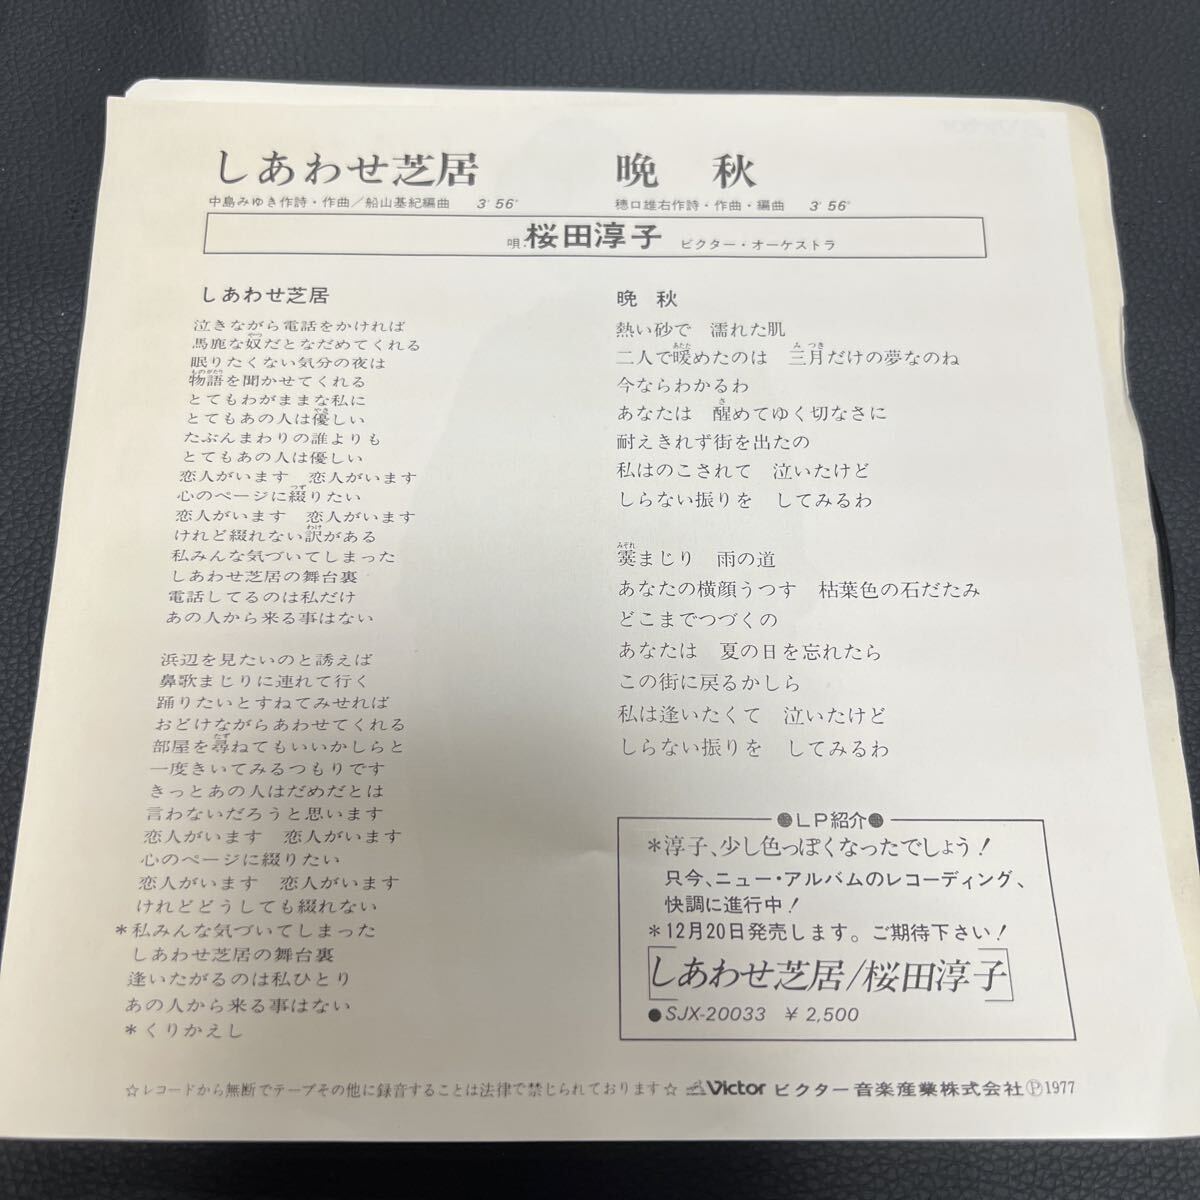 しあわせ芝居
中島みゆき作詩・作曲／船山基紀編曲　3′56″
晩　秋
穂口雄右作詩・作曲・編曲　3′56″
唄：桜田淳子　ビクター・オーケストラ
しあわせ芝居
泣きながら電話をかければ
馬鹿な奴だとなだめてくれる
眠りたくない気分の夜は
物語を聞かせてくれる
とてもわがままな私に
とてもあの人は優しい
たぶんまわりの誰よりも
とてもあの人は優しい
恋人がいます　恋人がいます
心のページに綴りたい
恋人がいます　恋人がいます
けれど綴れない訳がある
私みんな気づいてしまった
しあわせ芝居の舞台裏
電話してるのは私だけ
あの人から来る事はない
浜辺を見たいのと誘えば
鼻歌まじりに連れて行く
踊りたいとすねてみせれば
おどけながらあわせてくれる
部屋を尋ねてもいいかしらと
一度きいてみるつもりです
きっとあの人はだめだとは
言わないだろうと思います
恋人がいます　恋人がいます
心のページに綴りたい
恋人がいます　恋人がいます
けれどどうしても綴れない
＊私みんな気づいてしまった
しあわせ芝居の舞台裏
逢いたがるのは私ひとり
あの人から来る事はない
＊くりかえし
晩　秋
熱い砂で　濡れた肌
二人で暖めたのは　三月だけの夢なのね
今ならわかるわ
あなたは　醒めてゆく切なさに
耐えきれず街を出たの
私はのこされて　泣いたけど
しらない振りを　してみるわ
霙まじり　雨の道
あなたの横顔うつす　枯葉色の石だたみ
どこまでつづくの
あなたは　夏の日を忘れたら
この街に戻るかしら
私は逢いたくて　泣いたけど
しらない振りを　してみるわ
●LP紹介●
＊淳子、少し色っぽくなったでしょう！
只今、ニュー・アルバムのレコーディング、
快調に進行中！
＊12月20日発売します。ご期待下さい！
「しあわせ芝居／桜田淳子」
●SJX-20033　¥2,500
☆レコードから無断でテープその他に録音することは法律で禁じられております☆ Victor ビクター音楽産業株式会社Ⓟ1977